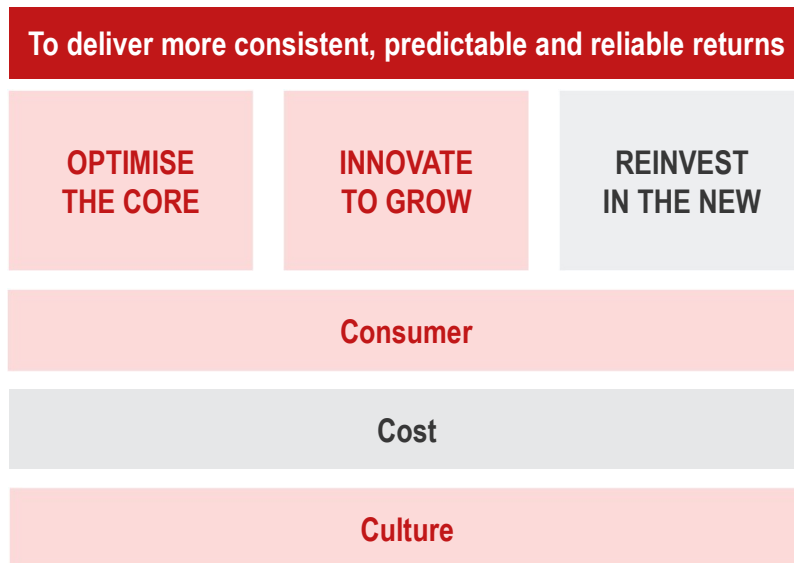 To deliver more consistent, predictable and reliable returns
OPTIMISE
THE CORE
INNOVATE
TO GROW
REINVEST
IN THE NEW
Consumer
Cost
Culture